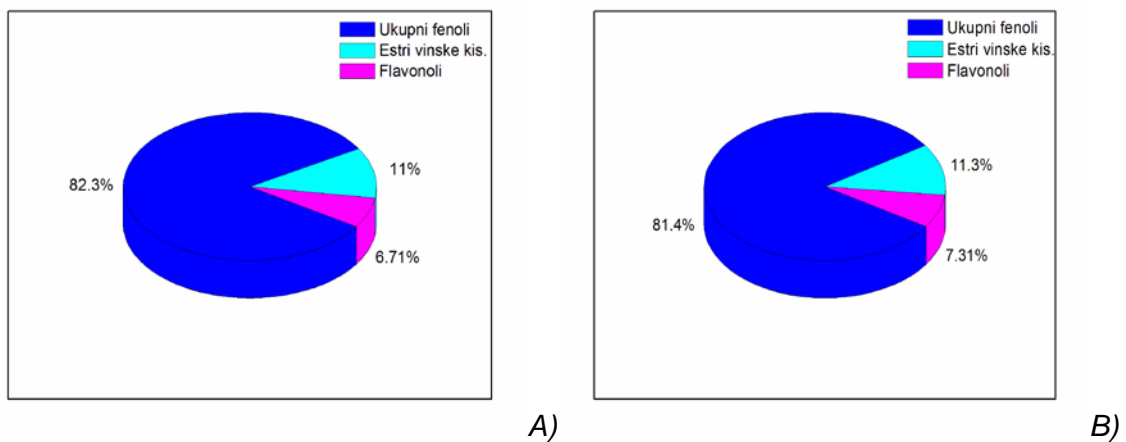 Ukupni fenoli
Estri vinske kis.
Flavonoli
82.3%
11%
6.71%
A)
Ukupni fenoli
Estri vinske kis.
Flavonoli
81.4%
11.3%
7.31%
B)